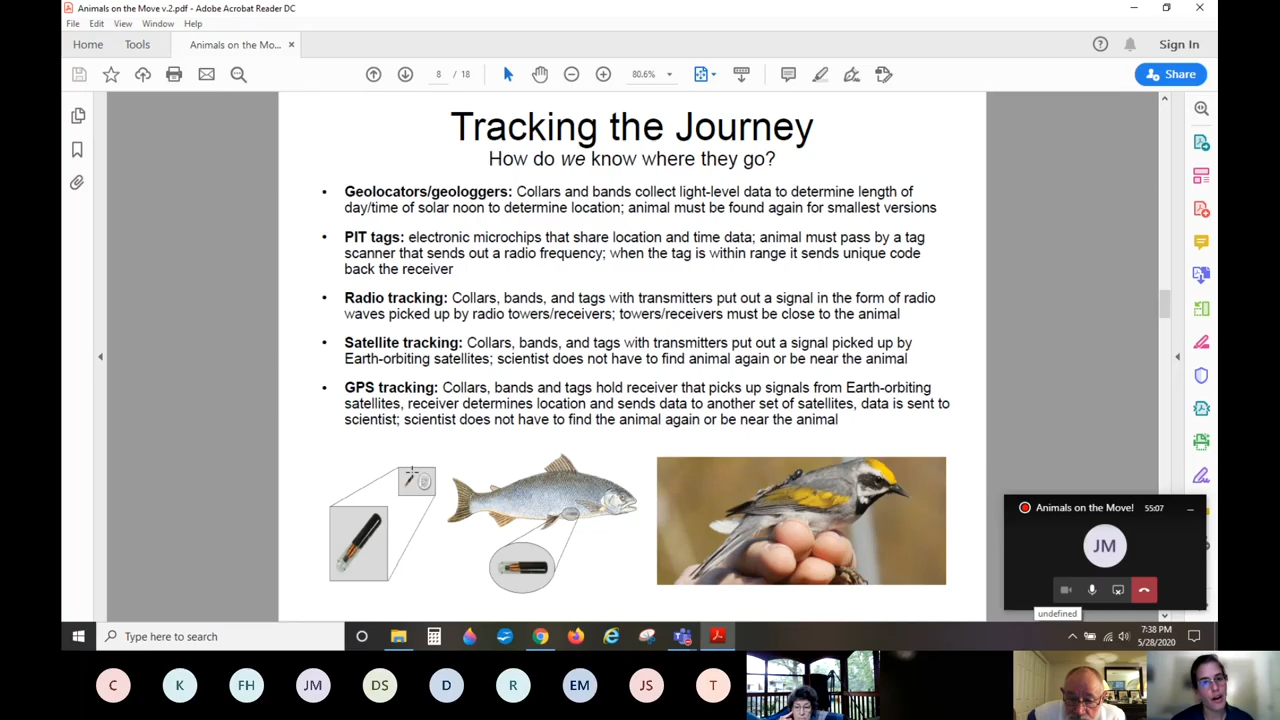 Animals on the Move v.2.pdf - Adobe Acrobat Reader DC
File Edit View Window Help
Home Tools Animals on the Mo... × Sign In
8 / 18 80.6% Share
Tracking the Journey
How do we know where they go?
• Geolocators/geologgers: Collars and bands collect light-level data to determine length of
day/time of solar noon to determine location; animal must be found again for smallest versions
• PIT tags: electronic microchips that share location and time data; animal must pass by a tag
scanner that sends out a radio frequency; when the tag is within range it sends unique code
back the receiver
• Radio tracking: Collars, bands, and tags with transmitters put out a signal in the form of radio
waves picked up by radio towers/receivers; towers/receivers must be close to the animal
• Satellite tracking: Collars, bands, and tags with transmitters put out a signal picked up by
Earth-orbiting satellites; scientist does not have to find animal again or be near the animal
• GPS tracking: Collars, bands and tags hold receiver that picks up signals from Earth-orbiting
satellites, receiver determines location and sends data to another set of satellites, data is sent to
scientist; scientist does not have to find the animal again or be near the animal
Animals on the Move! 55:07
JM
undefined
Type here to search
7:38 PM
5/28/2020
C K FH JM DS D R EM JS T